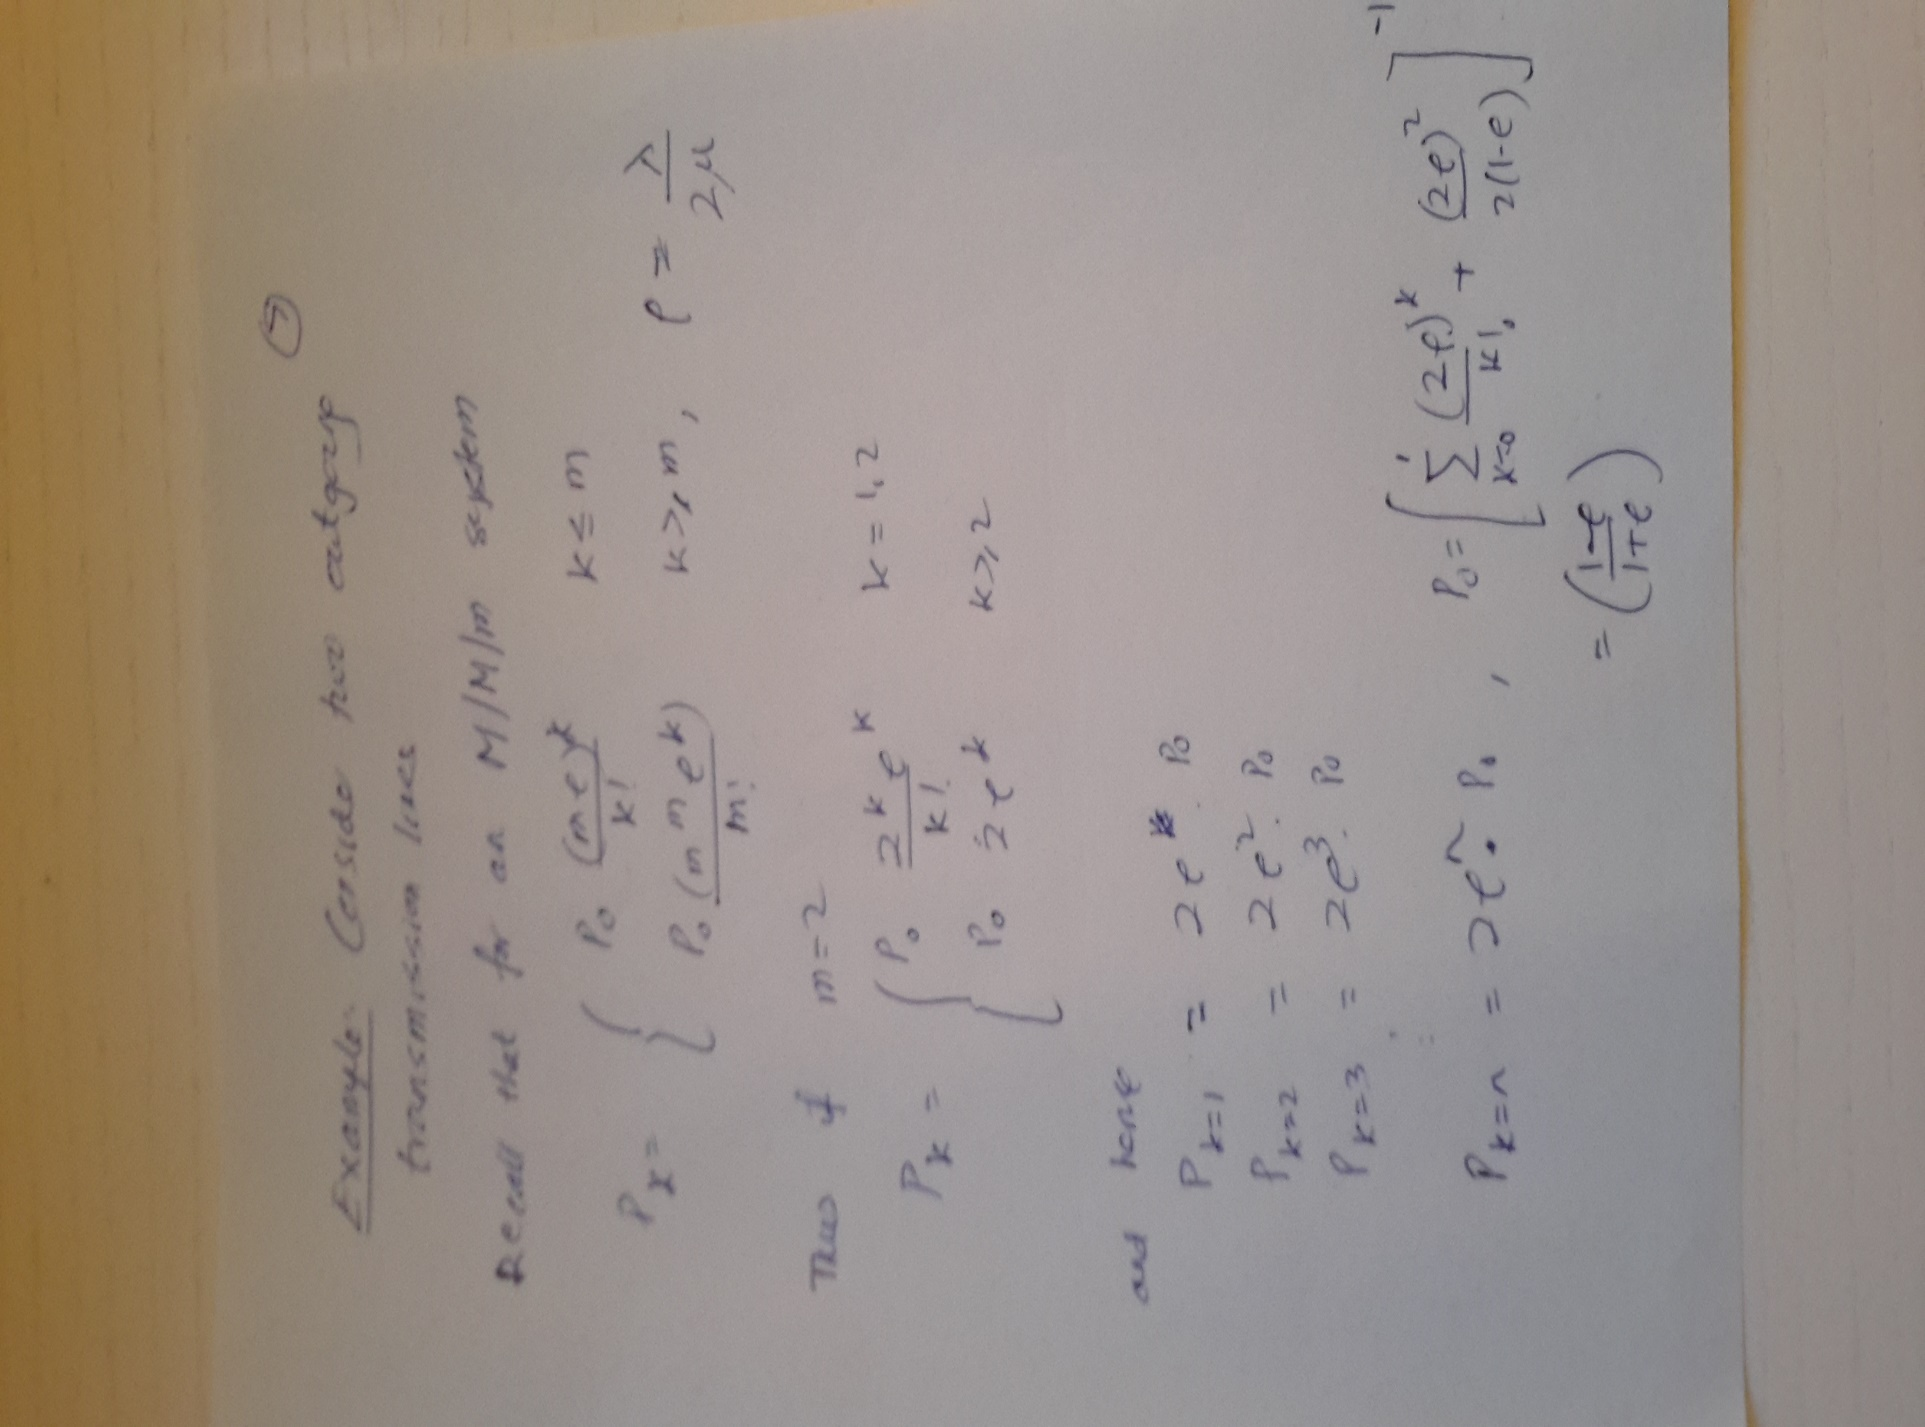 ⑦
Example: Conside two outgoing
transmission lines
Recall that for an M/M/m system
P_k = { P_0 (mρ)^k / k!   k ≤ m
P_0 (m^m ρ^k) / m!   k ≥ m, ρ = λ / 2μ
Thus if m = 2
P_k = { P_0 2^k ρ^k / k!   k = 1, 2
P_0 2ρ^k   k ≥ 2
and hence
P_{k=1} = 2ρ · P_0
P_{k=2} = 2ρ^2 · P_0
P_{k=3} = 2ρ^3 · P_0
⋮
P_{k=n} = 2ρ^n · P_0 , P_0 = [ Σ_{k=0}^{1} (2ρ)^k / k! + (2ρ)^2 / 2(1-ρ) ]^{-1}
= ( 1-ρ / 1+ρ )